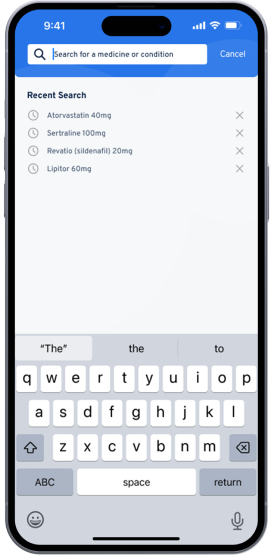 9:41
Search for a medicine or condition Cancel
Recent Search
Atorvastatin 40mg
Sertraline 100mg
Revatio (sildenafil) 20mg
Lipitor 60mg
“The” the to
q w e r t y u i o p
a s d f g h j k l
z x c v b n m
ABC space return